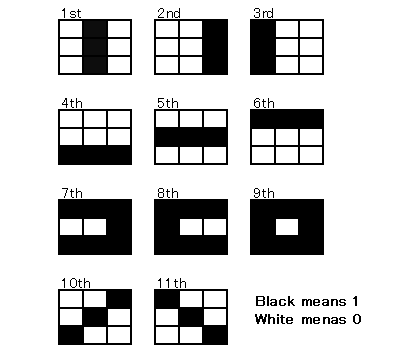 1st 2nd 3rd
4th 5th 6th
7th 8th 9th
10th 11th
Black means 1
White menas 0